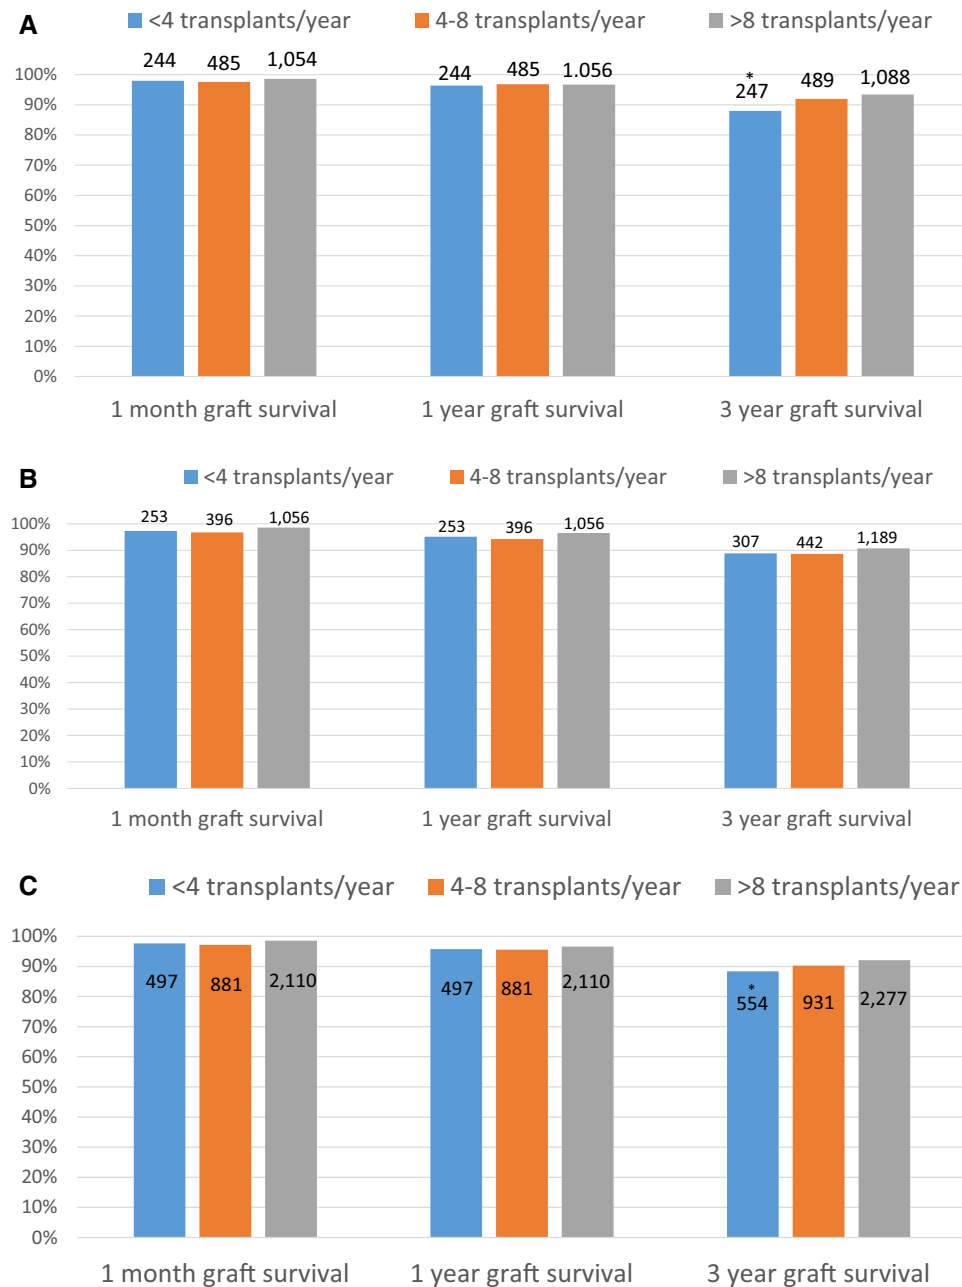 A
<4 transplants/year 4-8 transplants/year >8 transplants/year
244 485 1,054 244 485 1.056 * 247 489 1,088
100%
90%
80%
70%
60%
50%
40%
30%
20%
10%
0%
1 month graft survival 1 year graft survival 3 year graft survival
B
<4 transplants/year 4-8 transplants/year >8 transplants/year
253 396 1,056 253 396 1,056 307 442 1,189
100%
90%
80%
70%
60%
50%
40%
30%
20%
10%
0%
1 month graft survival 1 year graft survival 3 year graft survival
C
<4 transplants/year 4-8 transplants/year >8 transplants/year
100%
90%
497 881 2,110 497 881 2,110 * 554 931 2,277
80%
70%
60%
50%
40%
30%
20%
10%
0%
1 month graft survival 1 year graft survival 3 year graft survival